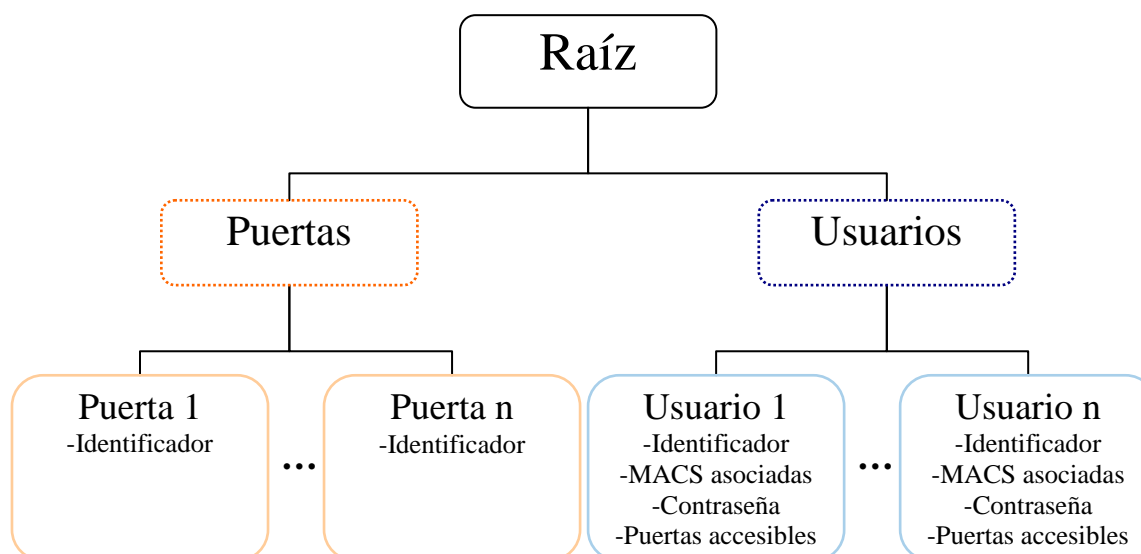 Raíz
Puertas
Usuarios
Puerta 1
-Identificador
...
Puerta n
-Identificador
Usuario 1
-Identificador
-MACS asociadas
-Contraseña
-Puertas accesibles
...
Usuario n
-Identificador
-MACS asociadas
-Contraseña
-Puertas accesibles